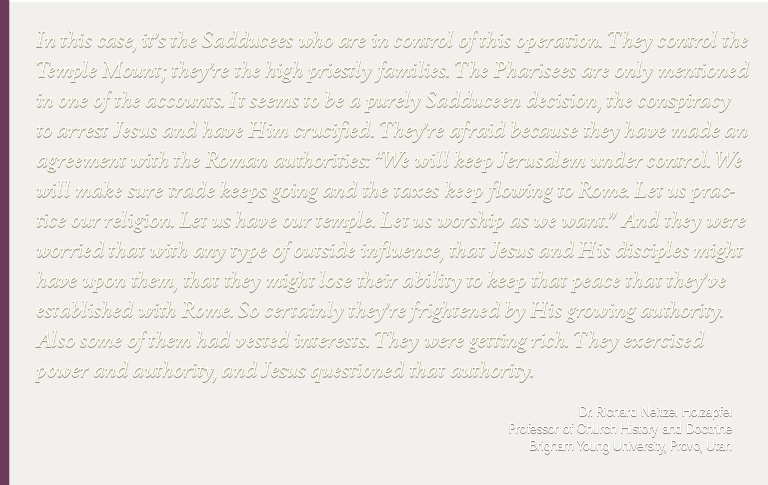 In this case, it's the Sadducees who are in control of this operation. They control the
Temple Mount; they're the high priestly families. The Pharisees are only mentioned
in one of the accounts. It seems to be a purely Sadduceen decision, the conspiracy
to arrest Jesus and have Him crucified. They're afraid because they have made an
agreement with the Roman authorities: "We will keep Jerusalem under control. We
will make sure trade keeps going and the taxes keep flowing to Rome. Let us prac-
tice our religion. Let us have our temple. Let us worship as we want." And they were
worried that with any type of outside influence, that Jesus and His disciples might
have upon them, that they might lose their ability to keep that peace that they've
established with Rome. So certainly they're frightened by His growing authority.
Also some of them had vested interests. They were getting rich. They exercised
power and authority, and Jesus questioned that authority.
Dr. Richard Neitzel Holzapfel
Professor of Church History and Doctrine
Brigham Young University, Provo, Utah